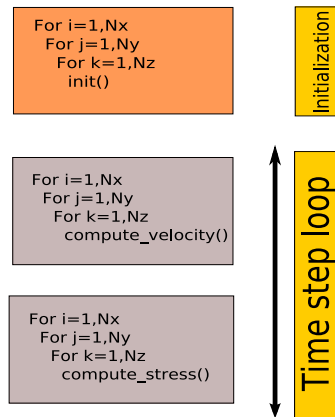 For i=1,Nx
For j=1,Ny
For k=1,Nz
init()
Initialization
For i=1,Nx
For j=1,Ny
For k=1,Nz
compute_velocity()
For i=1,Nx
For j=1,Ny
For k=1,Nz
compute_stress()
Time step loop